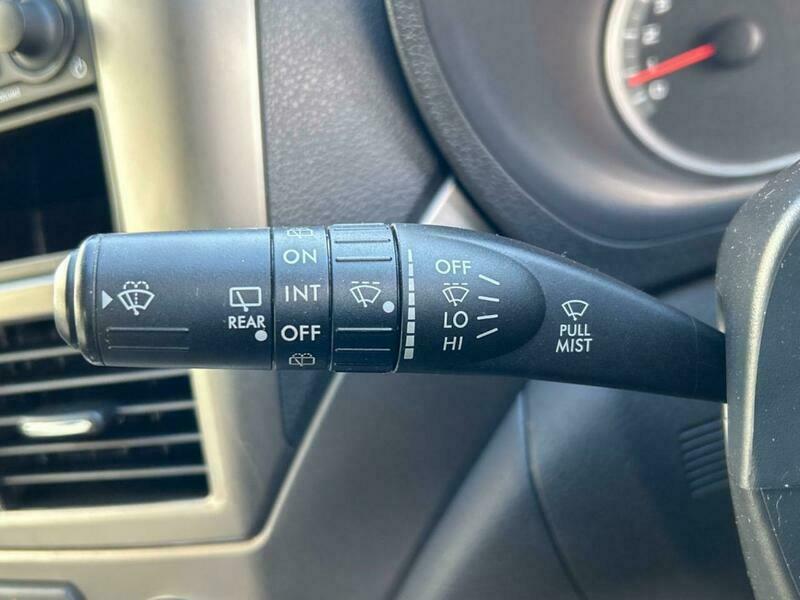 REAR
ON
INT
OFF
OFF
LO
HI
PULL
MIST